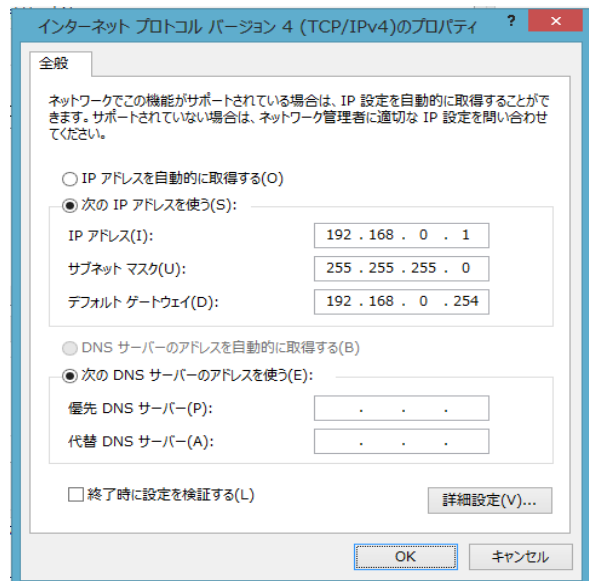 インターネット プロトコル バージョン 4 (TCP/IPv4)のプロパティ ? ×
全般
ネットワークでこの機能がサポートされている場合は、IP 設定を自動的に取得することがで
きます。サポートされていない場合は、ネットワーク管理者に適切な IP 設定を問い合わせ
てください。
IP アドレスを自動的に取得する(O)
次の IP アドレスを使う(S):
IP アドレス(I): 192 . 168 . 0 . 1
サブネット マスク(U): 255 . 255 . 255 . 0
デフォルト ゲートウェイ(D): 192 . 168 . 0 . 254
DNS サーバーのアドレスを自動的に取得する(B)
次の DNS サーバーのアドレスを使う(E):
優先 DNS サーバー(P): . . .
代替 DNS サーバー(A): . . .
終了時に設定を検証する(L)
詳細設定(V)...
OK キャンセル